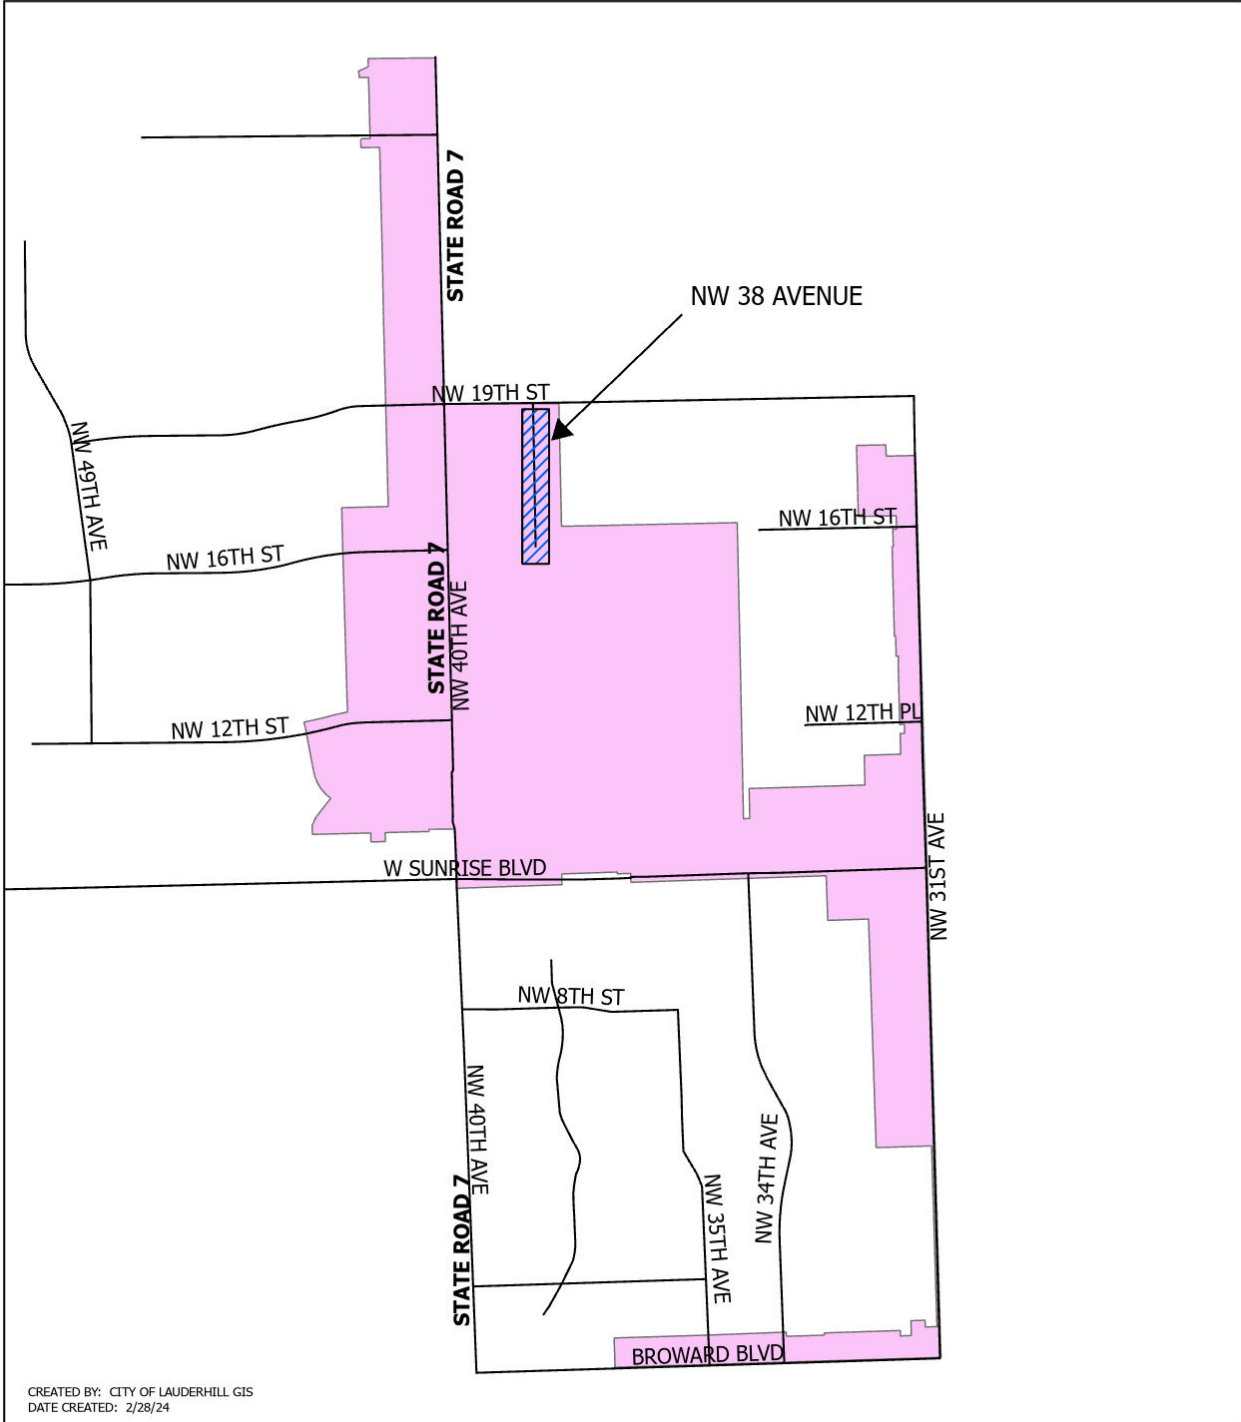 STATE ROAD 7
NW 38 AVENUE
NW 19TH ST
NW 49TH AVE
NW 16TH ST
NW 16TH ST
STATE ROAD 7
NW 40TH AVE
NW 12TH PL
NW 12TH ST
NW 31ST AVE
W SUNRISE BLVD
NW 8TH ST
NW 40TH AVE
NW 34TH AVE
STATE ROAD 7
NW 35TH AVE
BROWARD BLVD
CREATED BY: CITY OF LAUDERHILL GIS
DATE CREATED: 2/28/24